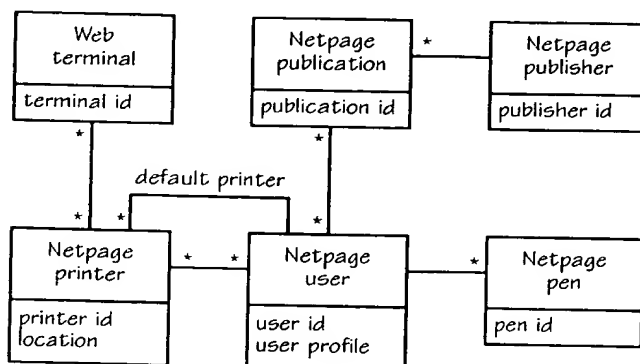 Web
terminal
terminal id
Netpage
publication
publication id
Netpage
publisher
publisher id
*
*
*
*
*
default printer
*
*
*
*
*
Netpage
printer
printer id
location
Netpage
user
user id
user profile
Netpage
pen
pen id